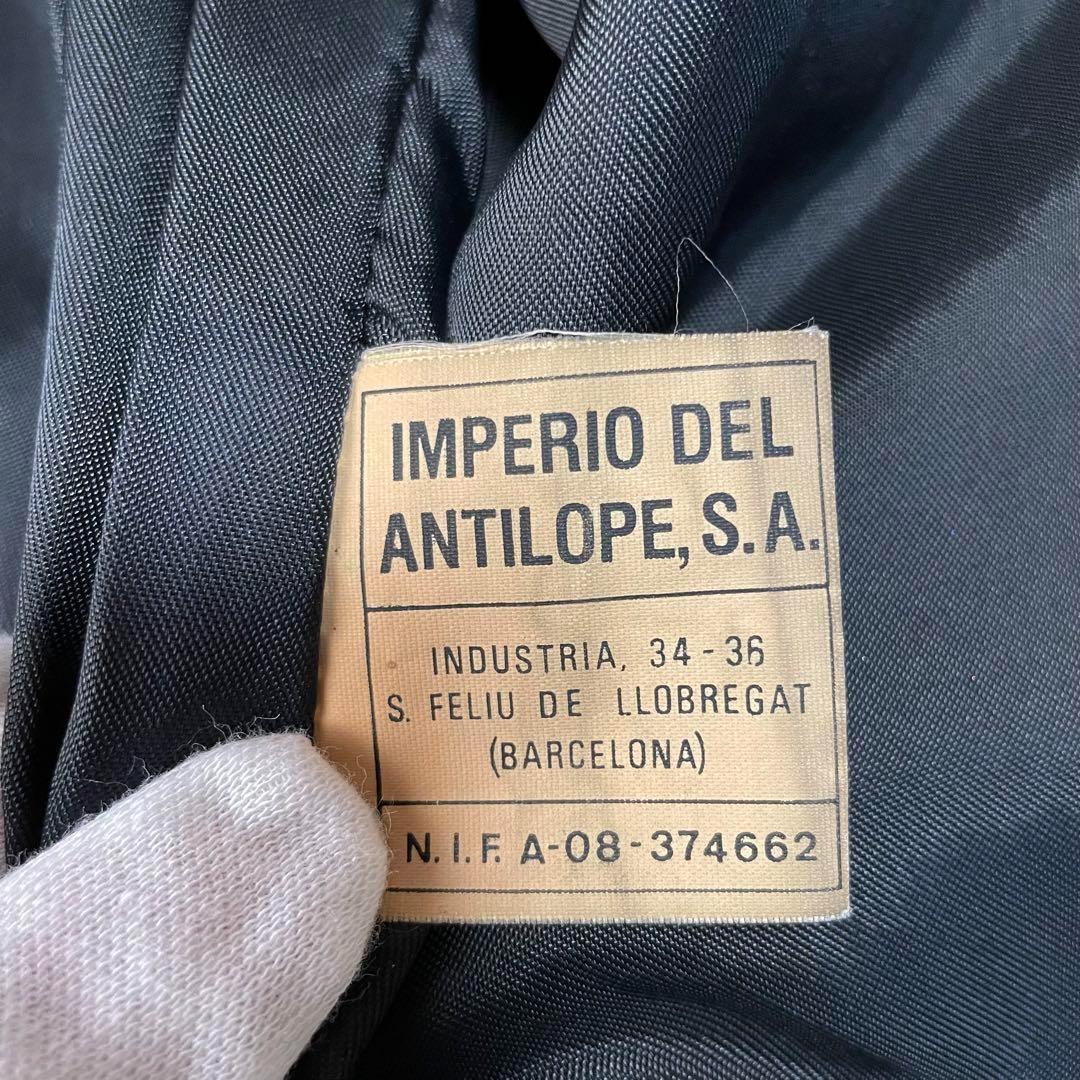 IMPERIO DEL
ANTILOPE, S.A.
INDUSTRIA, 34-36
S. FELIU DE LLOBREGAT
(BARCELONA)
N.I.F. A-08-374662